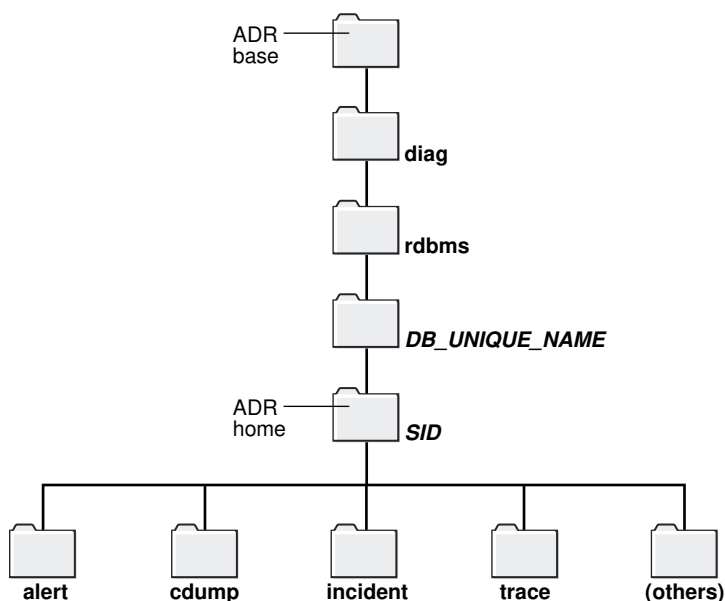 ADR
base
diag
rdbms
DB_UNIQUE_NAME
ADR
home
SID
alert
cdump
incident
trace
(others)